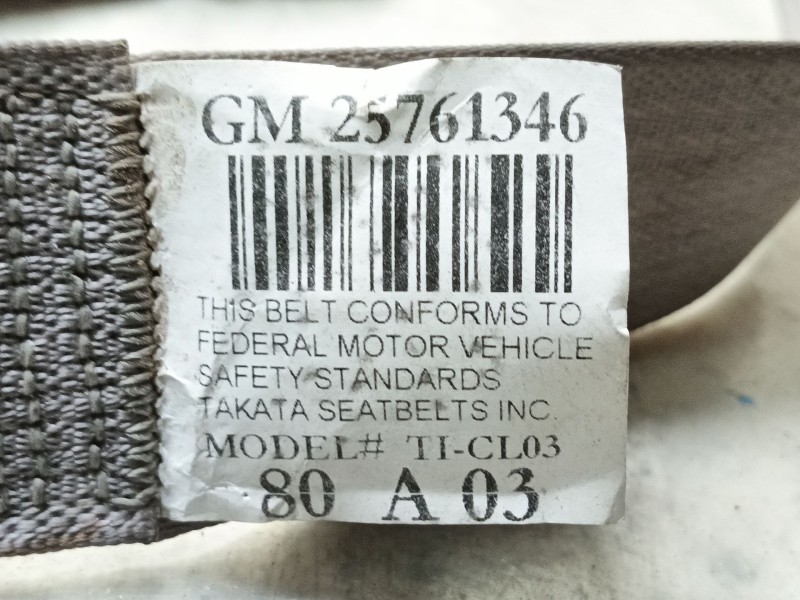 GM 25761346
THIS BELT CONFORMS TO
FEDERAL MOTOR VEHICLE
SAFETY STANDARDS
TAKATA SEATBELTS INC.
MODEL# TI-CL03
80 A 03